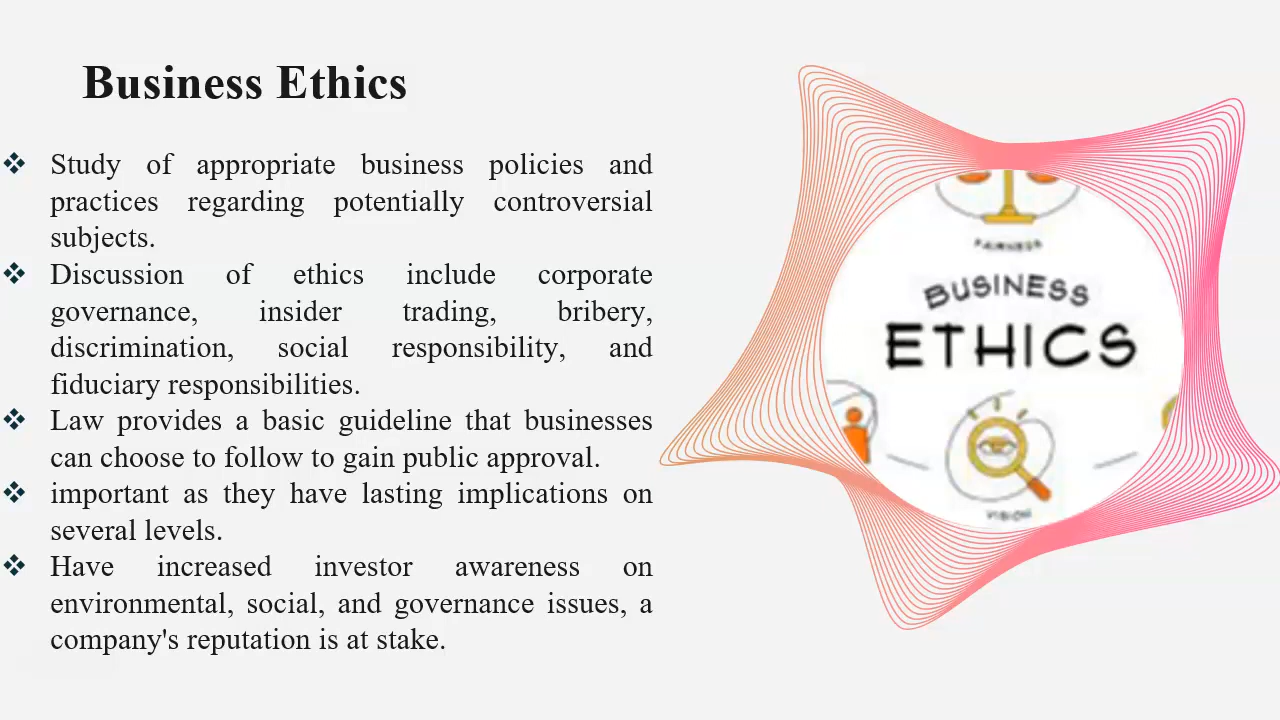 Business Ethics
Study of appropriate business policies and
practices regarding potentially controversial
subjects.
Discussion of ethics include corporate
governance, insider trading, bribery,
discrimination, social responsibility, and
fiduciary responsibilities.
Law provides a basic guideline that businesses
can choose to follow to gain public approval.
important as they have lasting implications on
several levels.
Have increased investor awareness on
environmental, social, and governance issues, a
company's reputation is at stake.
FAIRNESS
BUSINESS
ETHICS
VISION